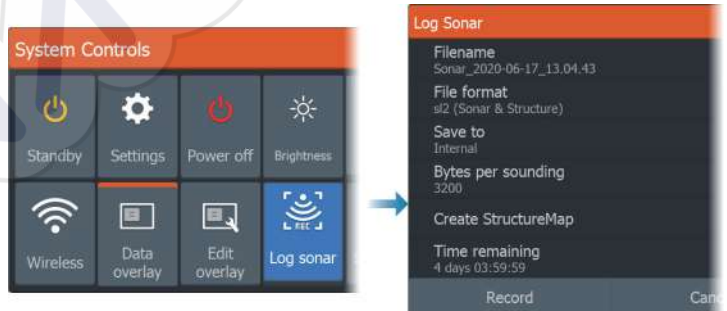 System Controls
Standby
Settings
Power off
Brightness
Wireless
Data
overlay
Edit
overlay
REC
Log sonar
Log Sonar
Filename
Sonar_2020-06-17_13.04.43
File format
sl2 (Sonar & Structure)
Save to
Internal
Bytes per sounding
3200
Create StructureMap
Time remaining
4 days 03:59:59
Record
Canc